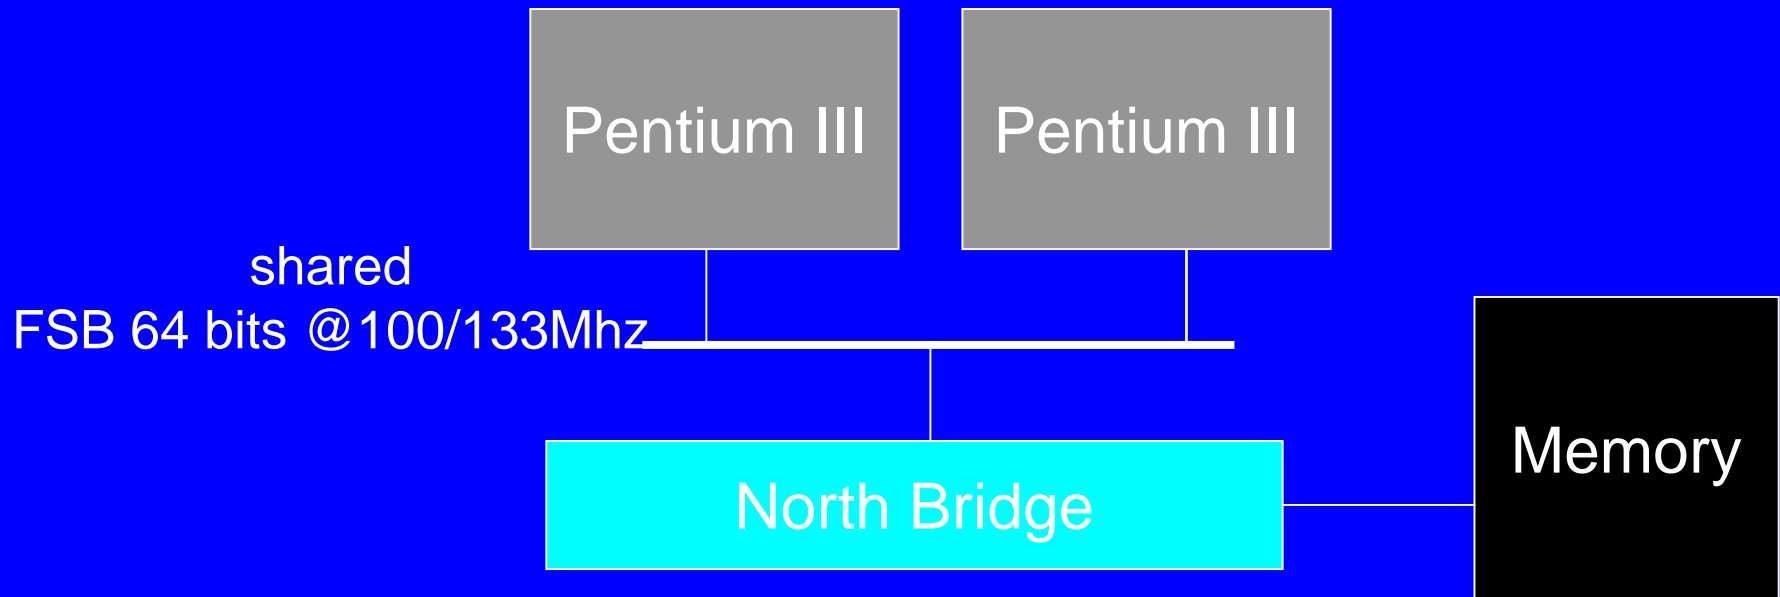 Pentium III
Pentium III
shared
FSB 64 bits @100/133Mhz
Memory
North Bridge